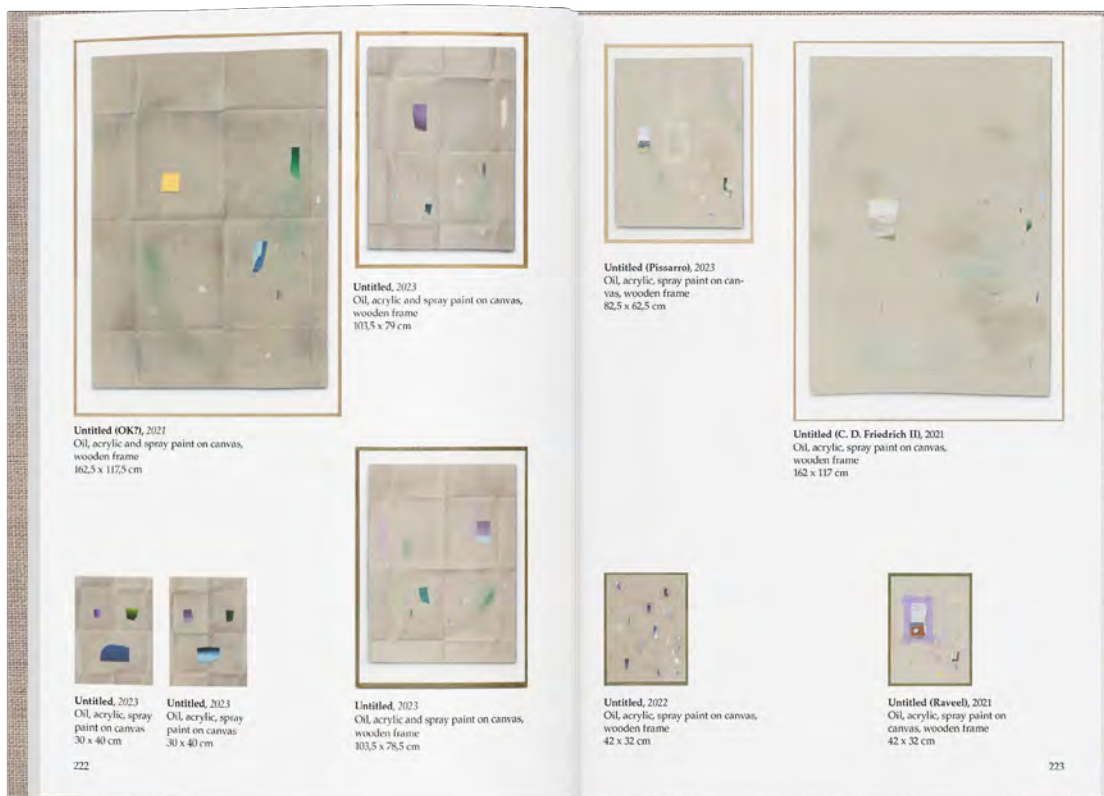 Untitled (OK?), 2021
Oil, acrylic and spray paint on canvas,
wooden frame
162,5 x 117,5 cm
Untitled, 2023
Oil, acrylic and spray paint on canvas,
wooden frame
103,5 x 79 cm
Untitled, 2023
Oil, acrylic, spray
paint on canvas
30 x 40 cm
Untitled, 2023
Oil, acrylic, spray
paint on canvas
30 x 40 cm
Untitled, 2023
Oil, acrylic and spray paint on canvas,
wooden frame
103,5 x 78,5 cm
222
Untitled (Pissarro), 2023
Oil, acrylic, spray paint on can-
vas, wooden frame
82,5 x 62,5 cm
Untitled (C. D. Friedrich II), 2021
Oil, acrylic, spray paint on canvas,
wooden frame
162 x 117 cm
Untitled, 2022
Oil, acrylic, spray paint on canvas,
wooden frame
42 x 32 cm
Untitled (Raveel), 2021
Oil, acrylic, spray paint on
canvas, wooden frame
42 x 32 cm
223